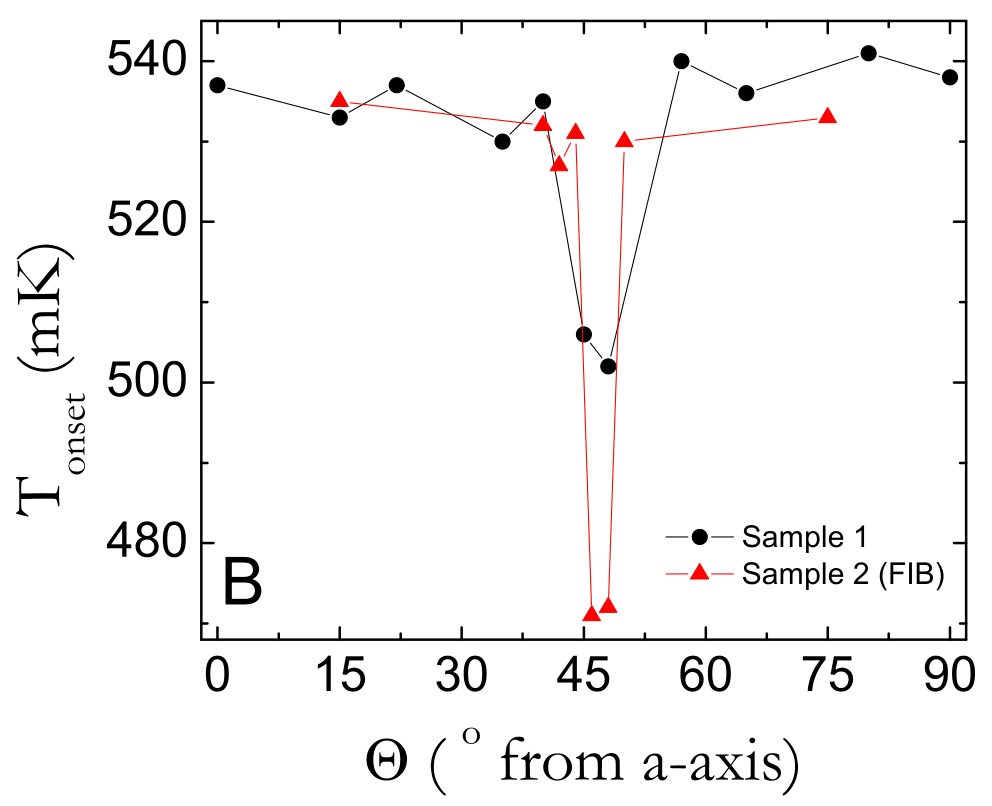 540
520
500
480
T onset (mK)
B
Sample 1
Sample 2 (FIB)
0 15 30 45 60 75 90
Θ ( o from a-axis)